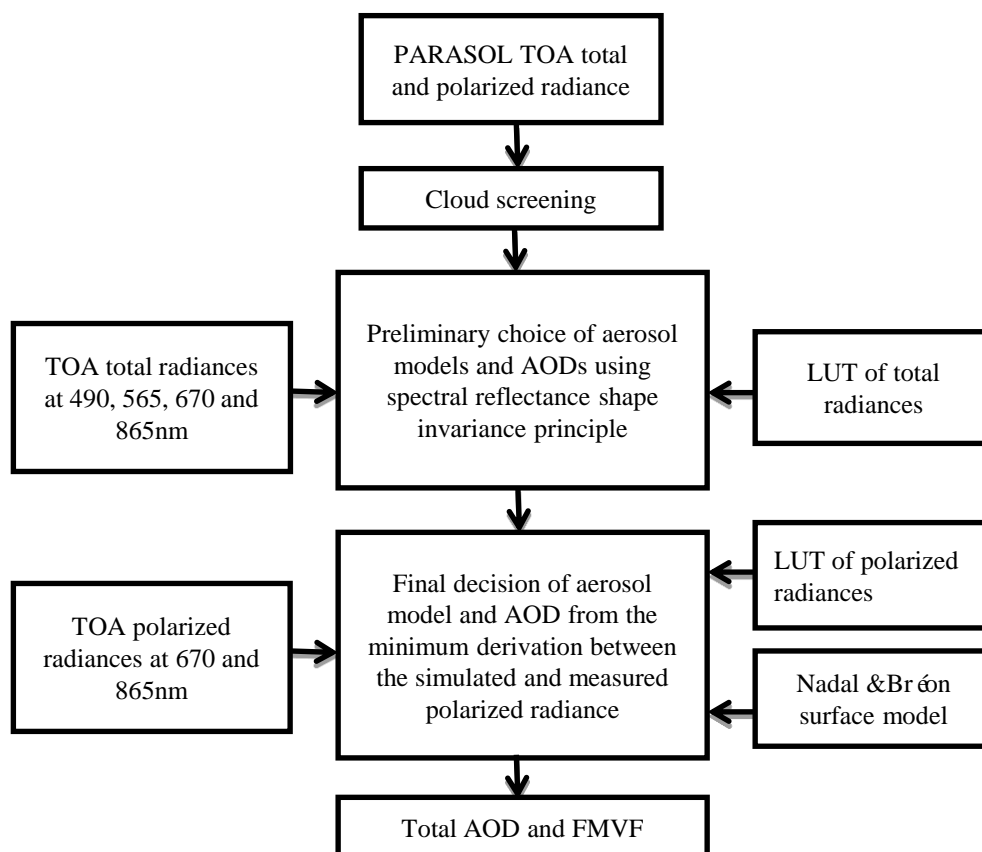 PARASOL TOA total
and polarized radiance
Cloud screening
Preliminary choice of aerosol
models and AODs using
spectral reflectance shape
invariance principle
TOA total radiances
at 490, 565, 670 and
865nm
LUT of total
radiances
Final decision of aerosol
model and AOD from the
minimum derivation between
the simulated and measured
polarized radiance
TOA polarized
radiances at 670 and
865nm
LUT of polarized
radiances
Nadal &Bréon
surface model
Total AOD and FMVF